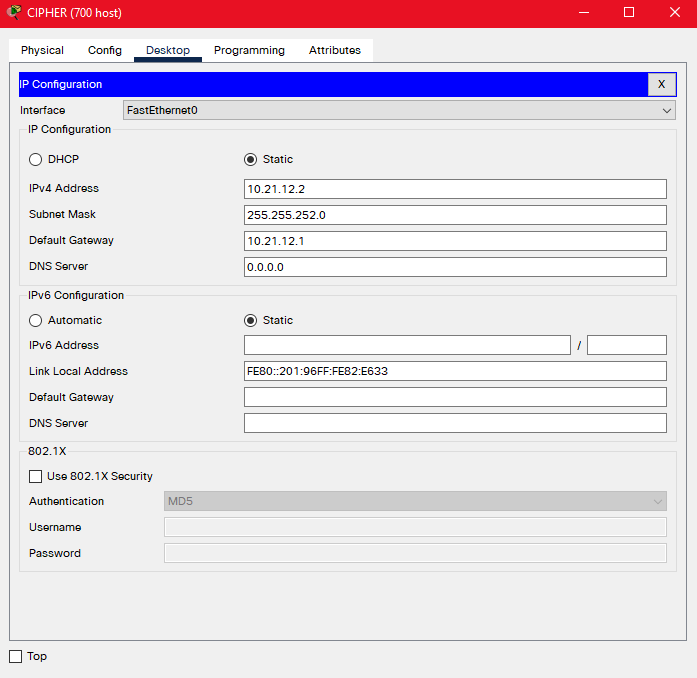 CIPHER (700 host)
Physical Config Desktop Programming Attributes
IP Configuration X
Interface FastEthernet0
IP Configuration
DHCP Static
IPv4 Address 10.21.12.2
Subnet Mask 255.255.252.0
Default Gateway 10.21.12.1
DNS Server 0.0.0.0
IPv6 Configuration
Automatic Static
IPv6 Address /
Link Local Address FE80::201:96FF:FE82:E633
Default Gateway
DNS Server
802.1X
Use 802.1X Security
Authentication MD5
Username
Password
Top